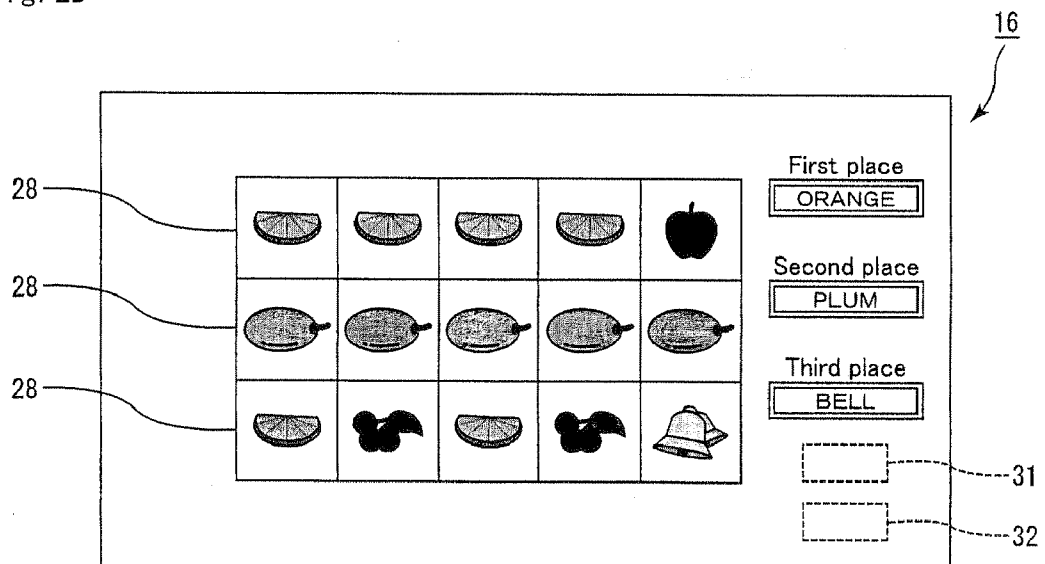 16
First place
28
ORANGE
Second place
28
PLUM
Third place
28
BELL
31
32